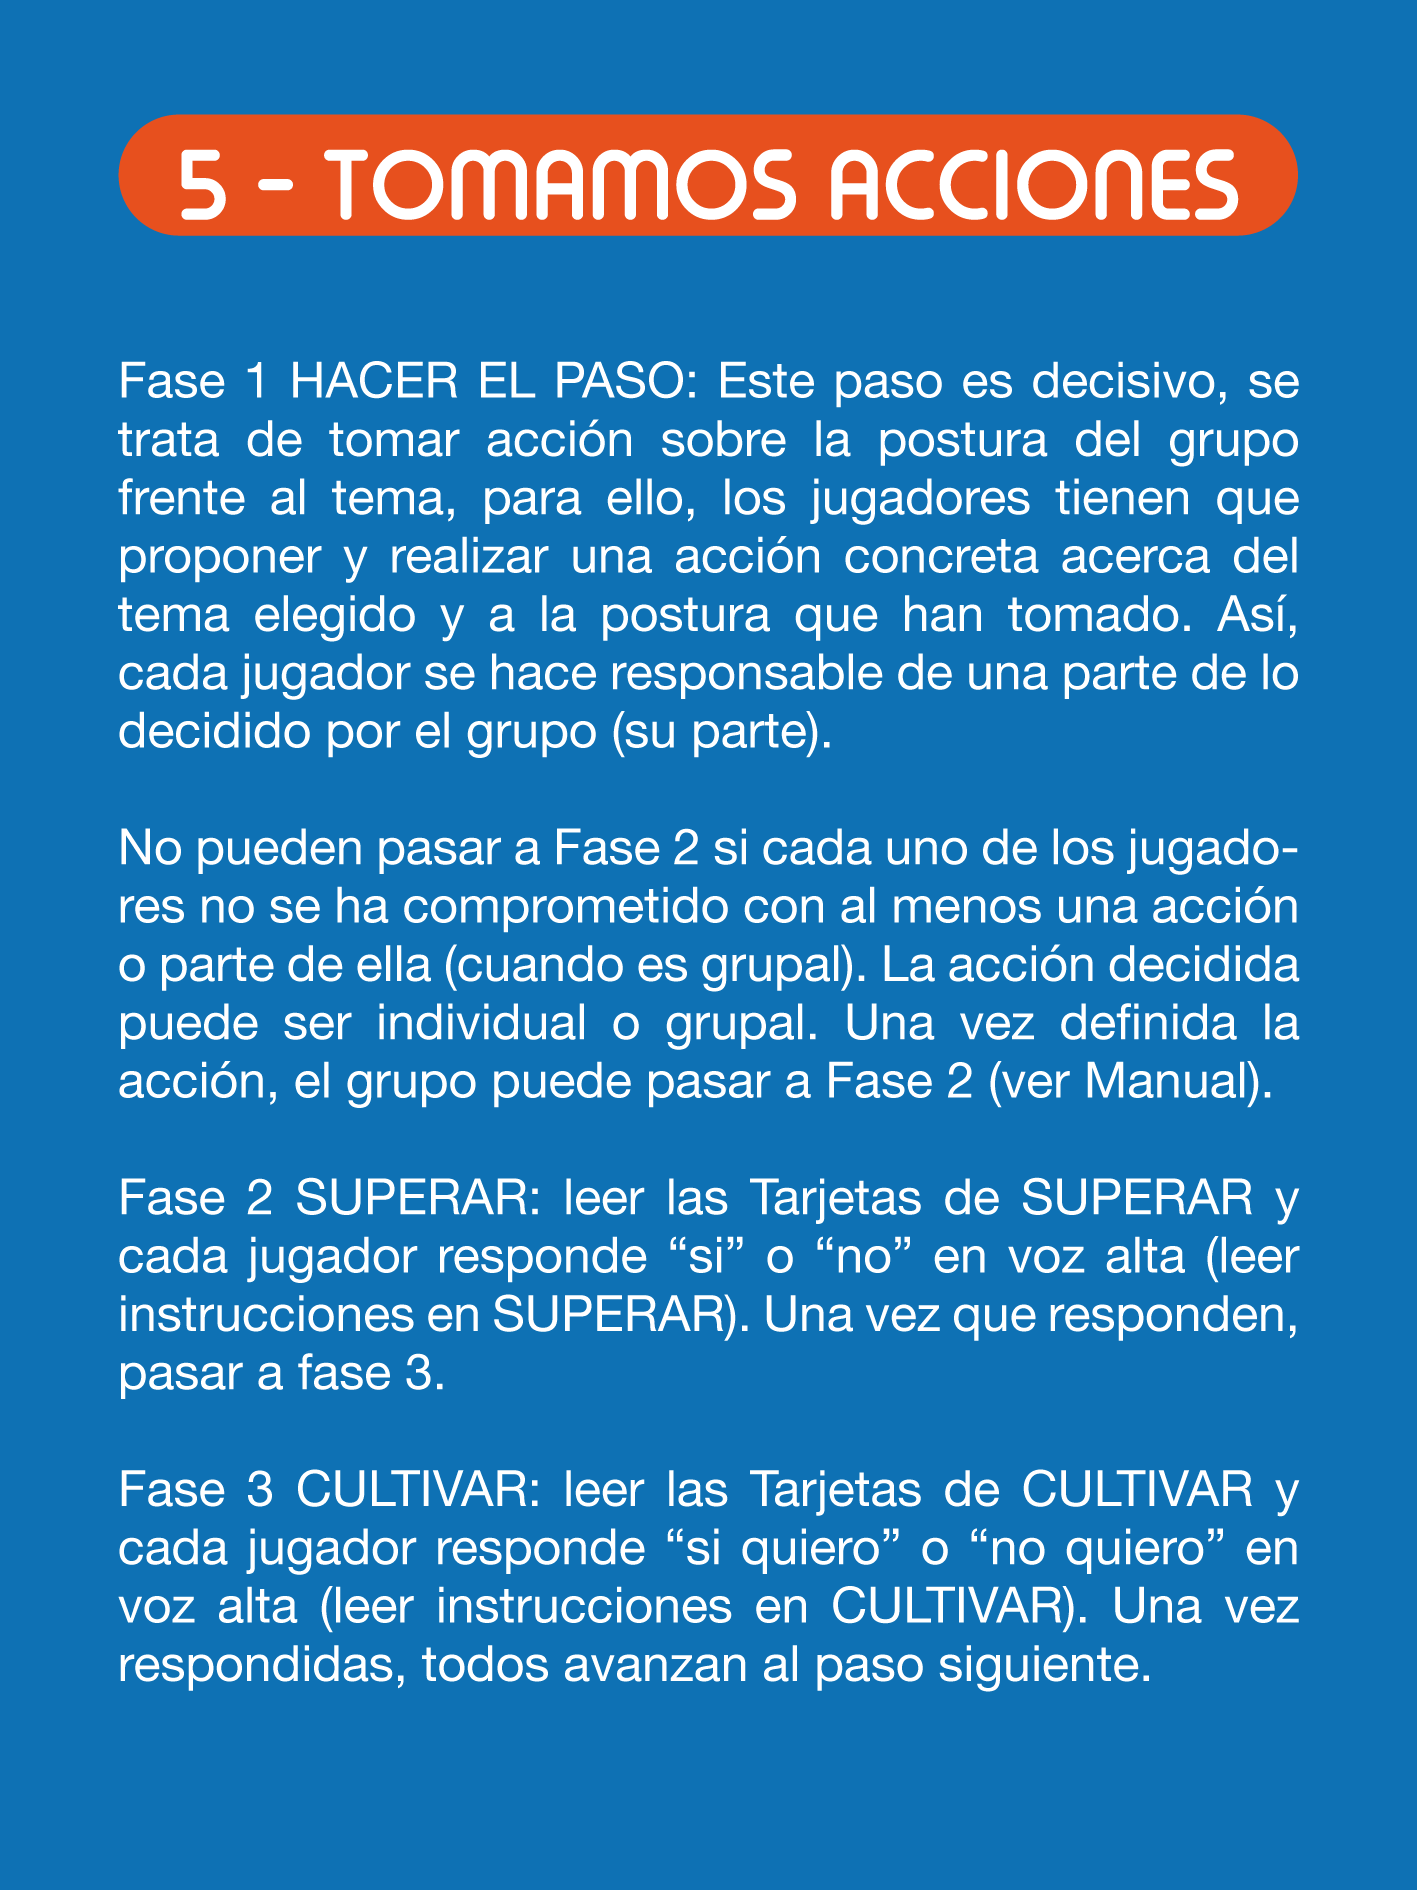 5 - TOMAMOS ACCIONES
Fase 1 HACER EL PASO: Este paso es decisivo, se
trata de tomar acción sobre la postura del grupo
frente al tema, para ello, los jugadores tienen que
proponer y realizar una acción concreta acerca del
tema elegido y a la postura que han tomado. Así,
cada jugador se hace responsable de una parte de lo
decidido por el grupo (su parte).
No pueden pasar a Fase 2 si cada uno de los jugado-
res no se ha comprometido con al menos una acción
o parte de ella (cuando es grupal). La acción decidida
puede ser individual o grupal. Una vez definida la
acción, el grupo puede pasar a Fase 2 (ver Manual).
Fase 2 SUPERAR: leer las Tarjetas de SUPERAR y
cada jugador responde “si” o “no” en voz alta (leer
instrucciones en SUPERAR). Una vez que responden,
pasar a fase 3.
Fase 3 CULTIVAR: leer las Tarjetas de CULTIVAR y
cada jugador responde “si quiero” o “no quiero” en
voz alta (leer instrucciones en CULTIVAR). Una vez
respondidas, todos avanzan al paso siguiente.